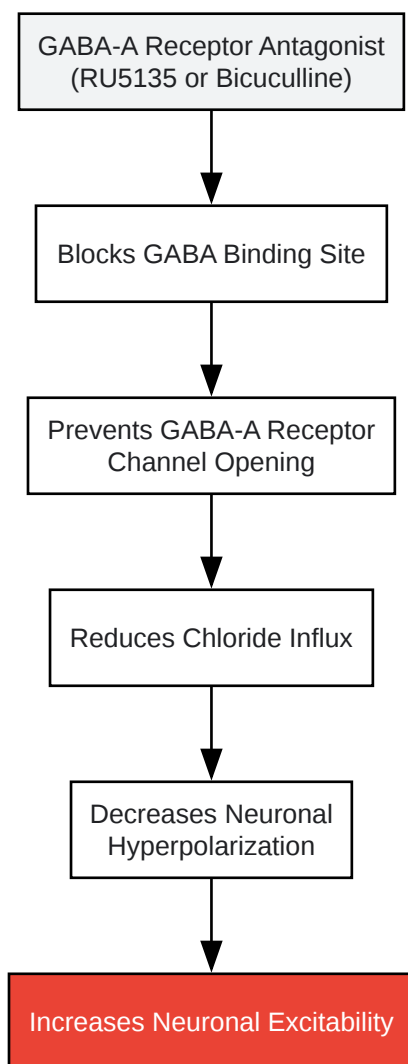 GABA-A Receptor Antagonist
(RU5135 or Bicuculline)
Blocks GABA Binding Site
Prevents GABA-A Receptor
Channel Opening
Reduces Chloride Influx
Decreases Neuronal
Hyperpolarization
Increases Neuronal Excitability